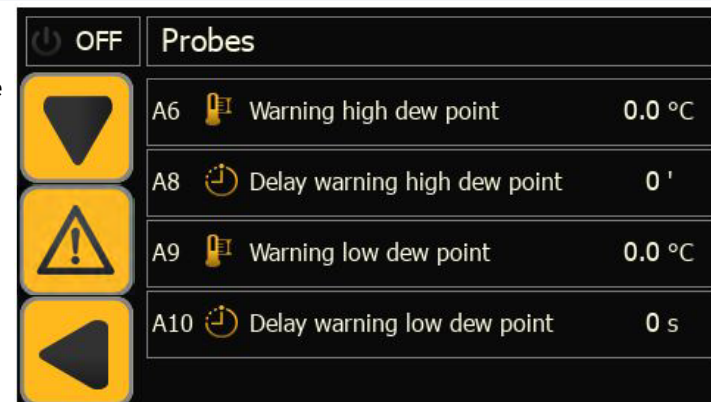 OFF Probes
e
A6 Warning high dew point 0.0 °C
A8 Delay warning high dew point 0 '
A9 Warning low dew point 0.0 °C
A10 Delay warning low dew point 0 s